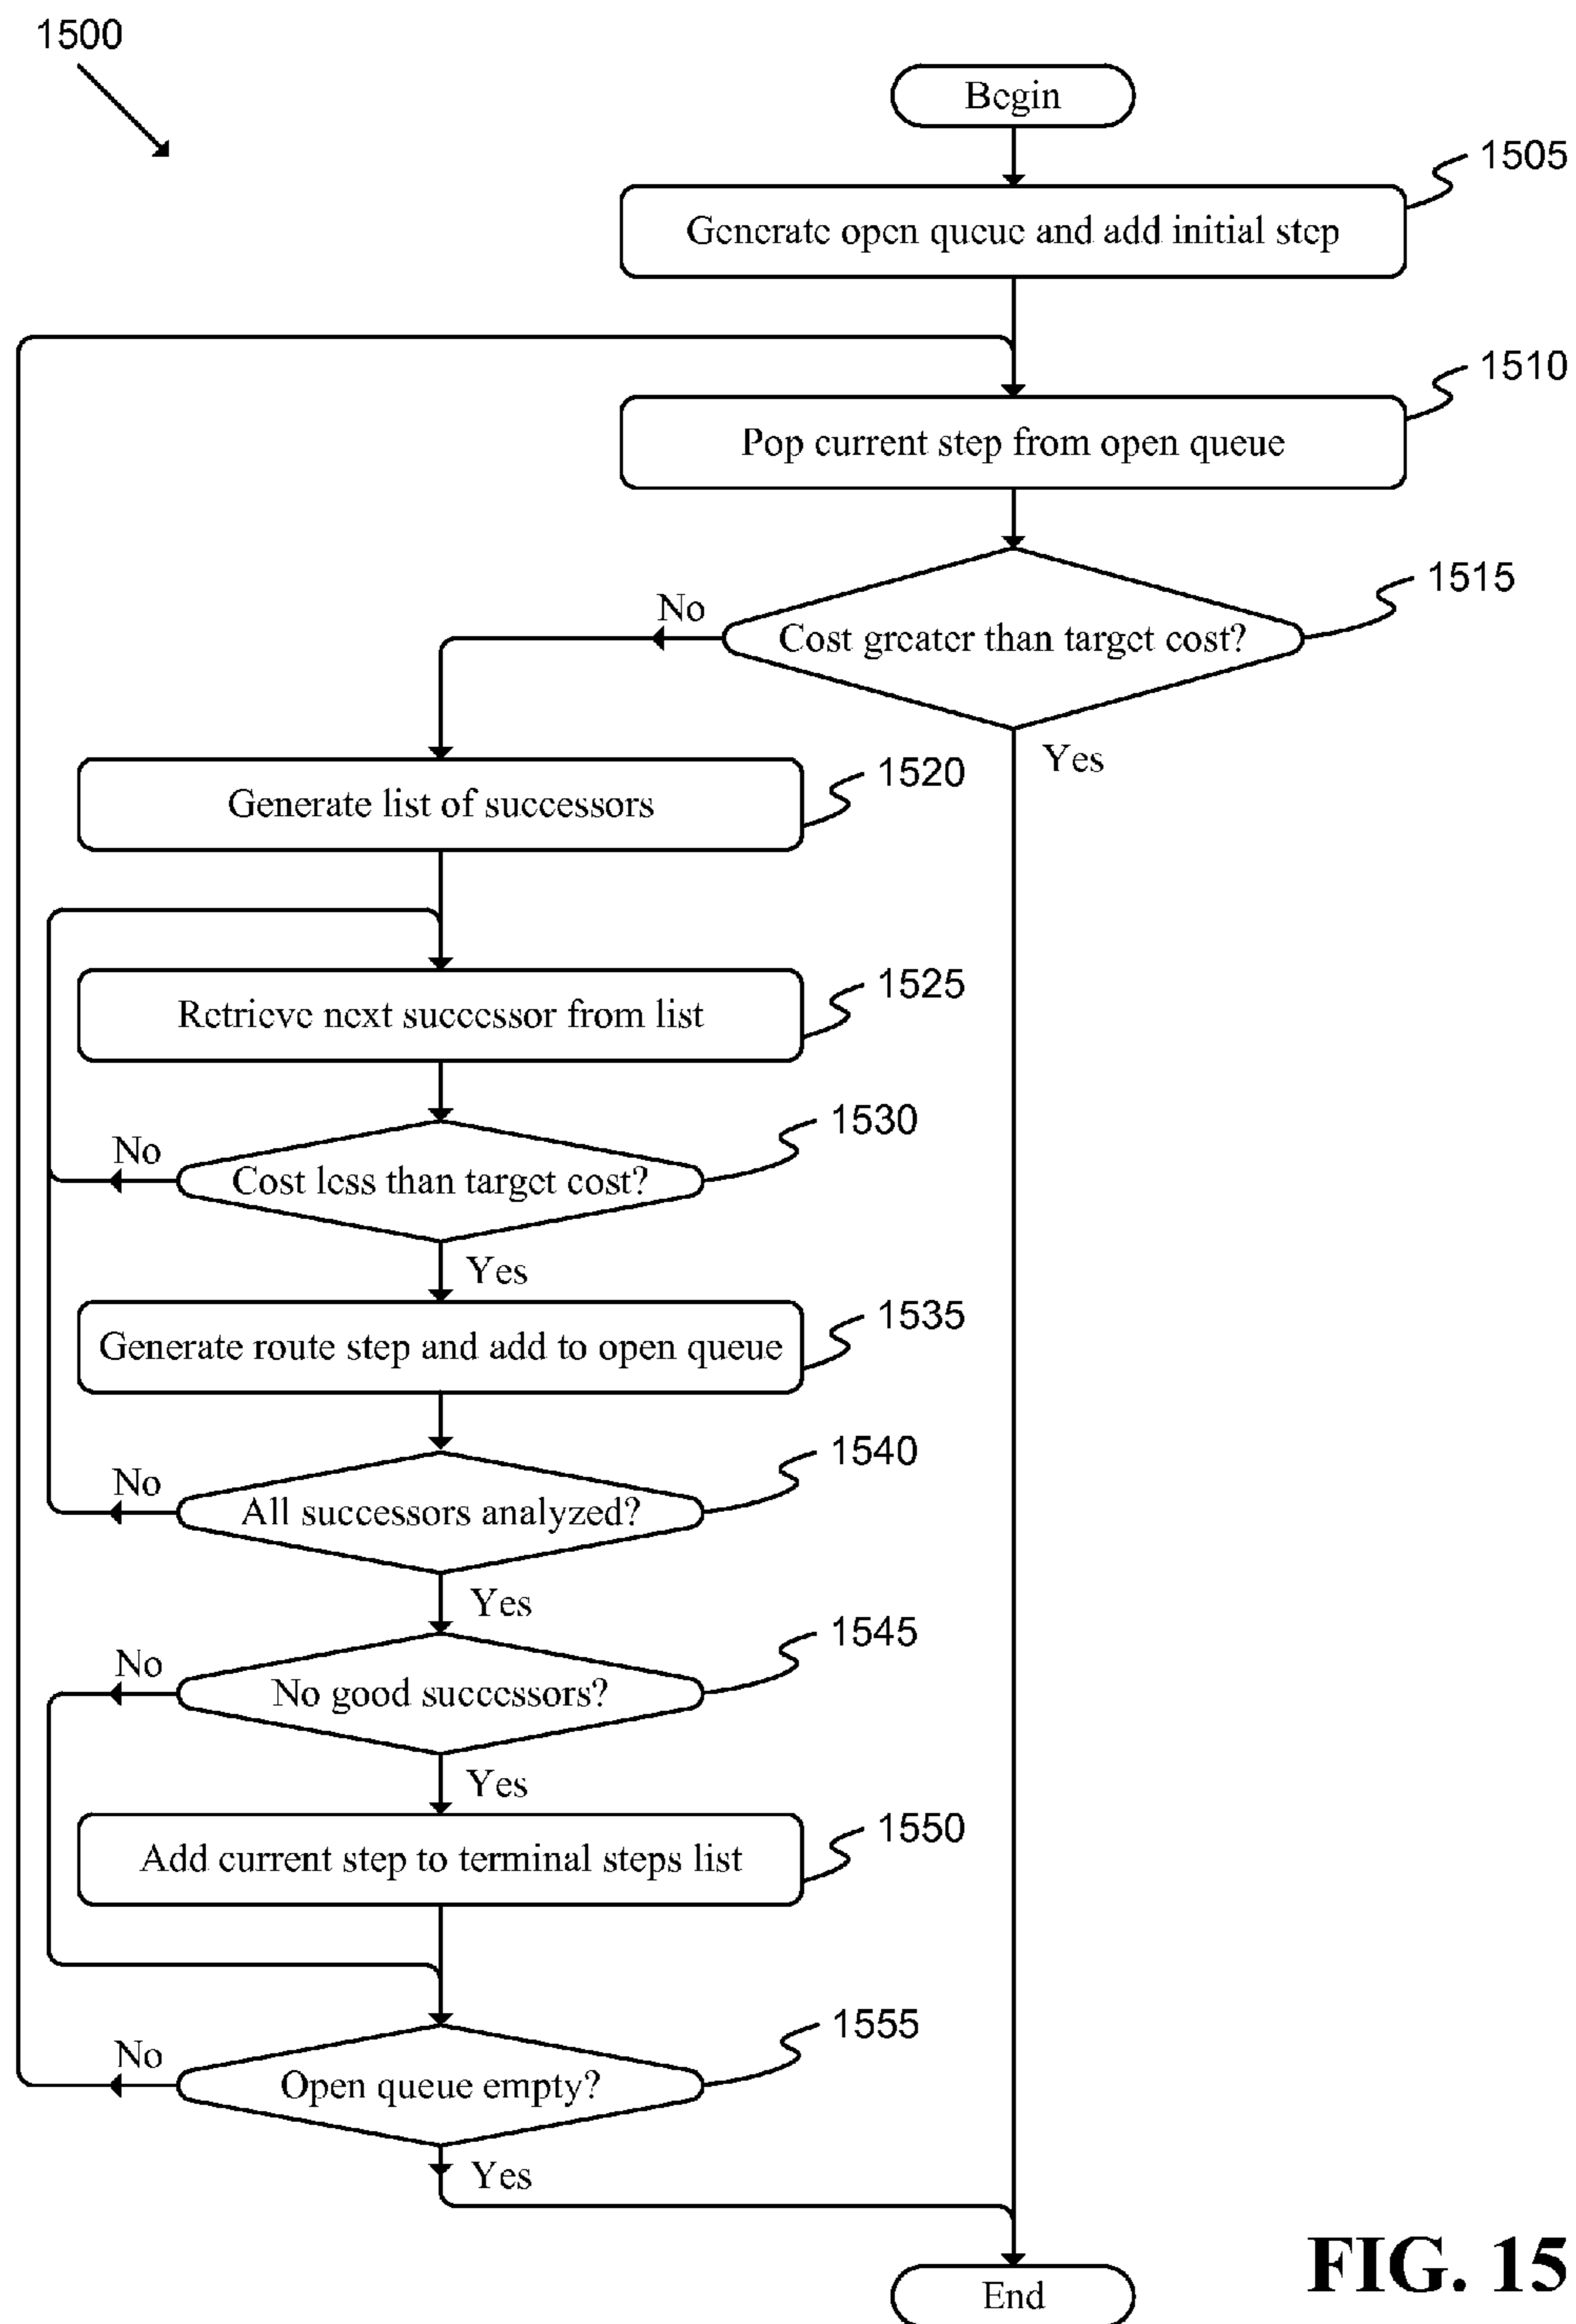 1500
Begin
1505
Generate open queue and add initial step
1510
Pop current step from open queue
1515
No
Cost greater than target cost?
Yes
1520
Generate list of successors
1525
Retrieve next successor from list
1530
No
Cost less than target cost?
Yes
1535
Generate route step and add to open queue
1540
No
All successors analyzed?
Yes
1545
No
No good successors?
Yes
1550
Add current step to terminal steps list
1555
No
Open queue empty?
Yes
End
FIG. 15